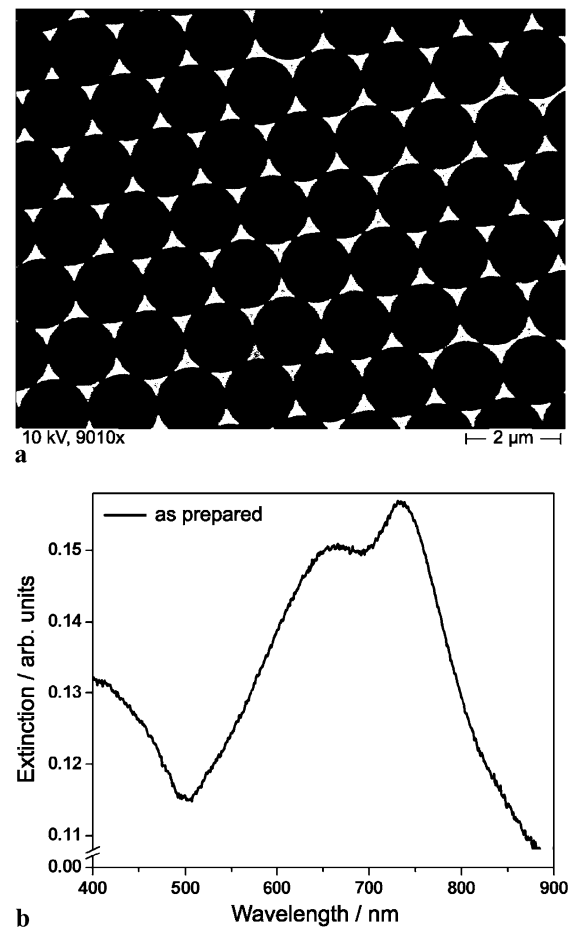 10 kV, 9010x
2 µm
a
as prepared
0.15
0.14
0.13
0.12
0.11
0.00
Extinction / arb. units
400 500 600 700 800 900
Wavelength / nm
b